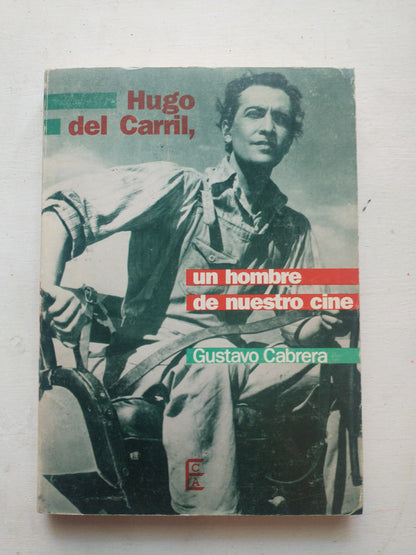 Hugo
del Carril,
un hombre
de nuestro cine
Gustavo Cabrera